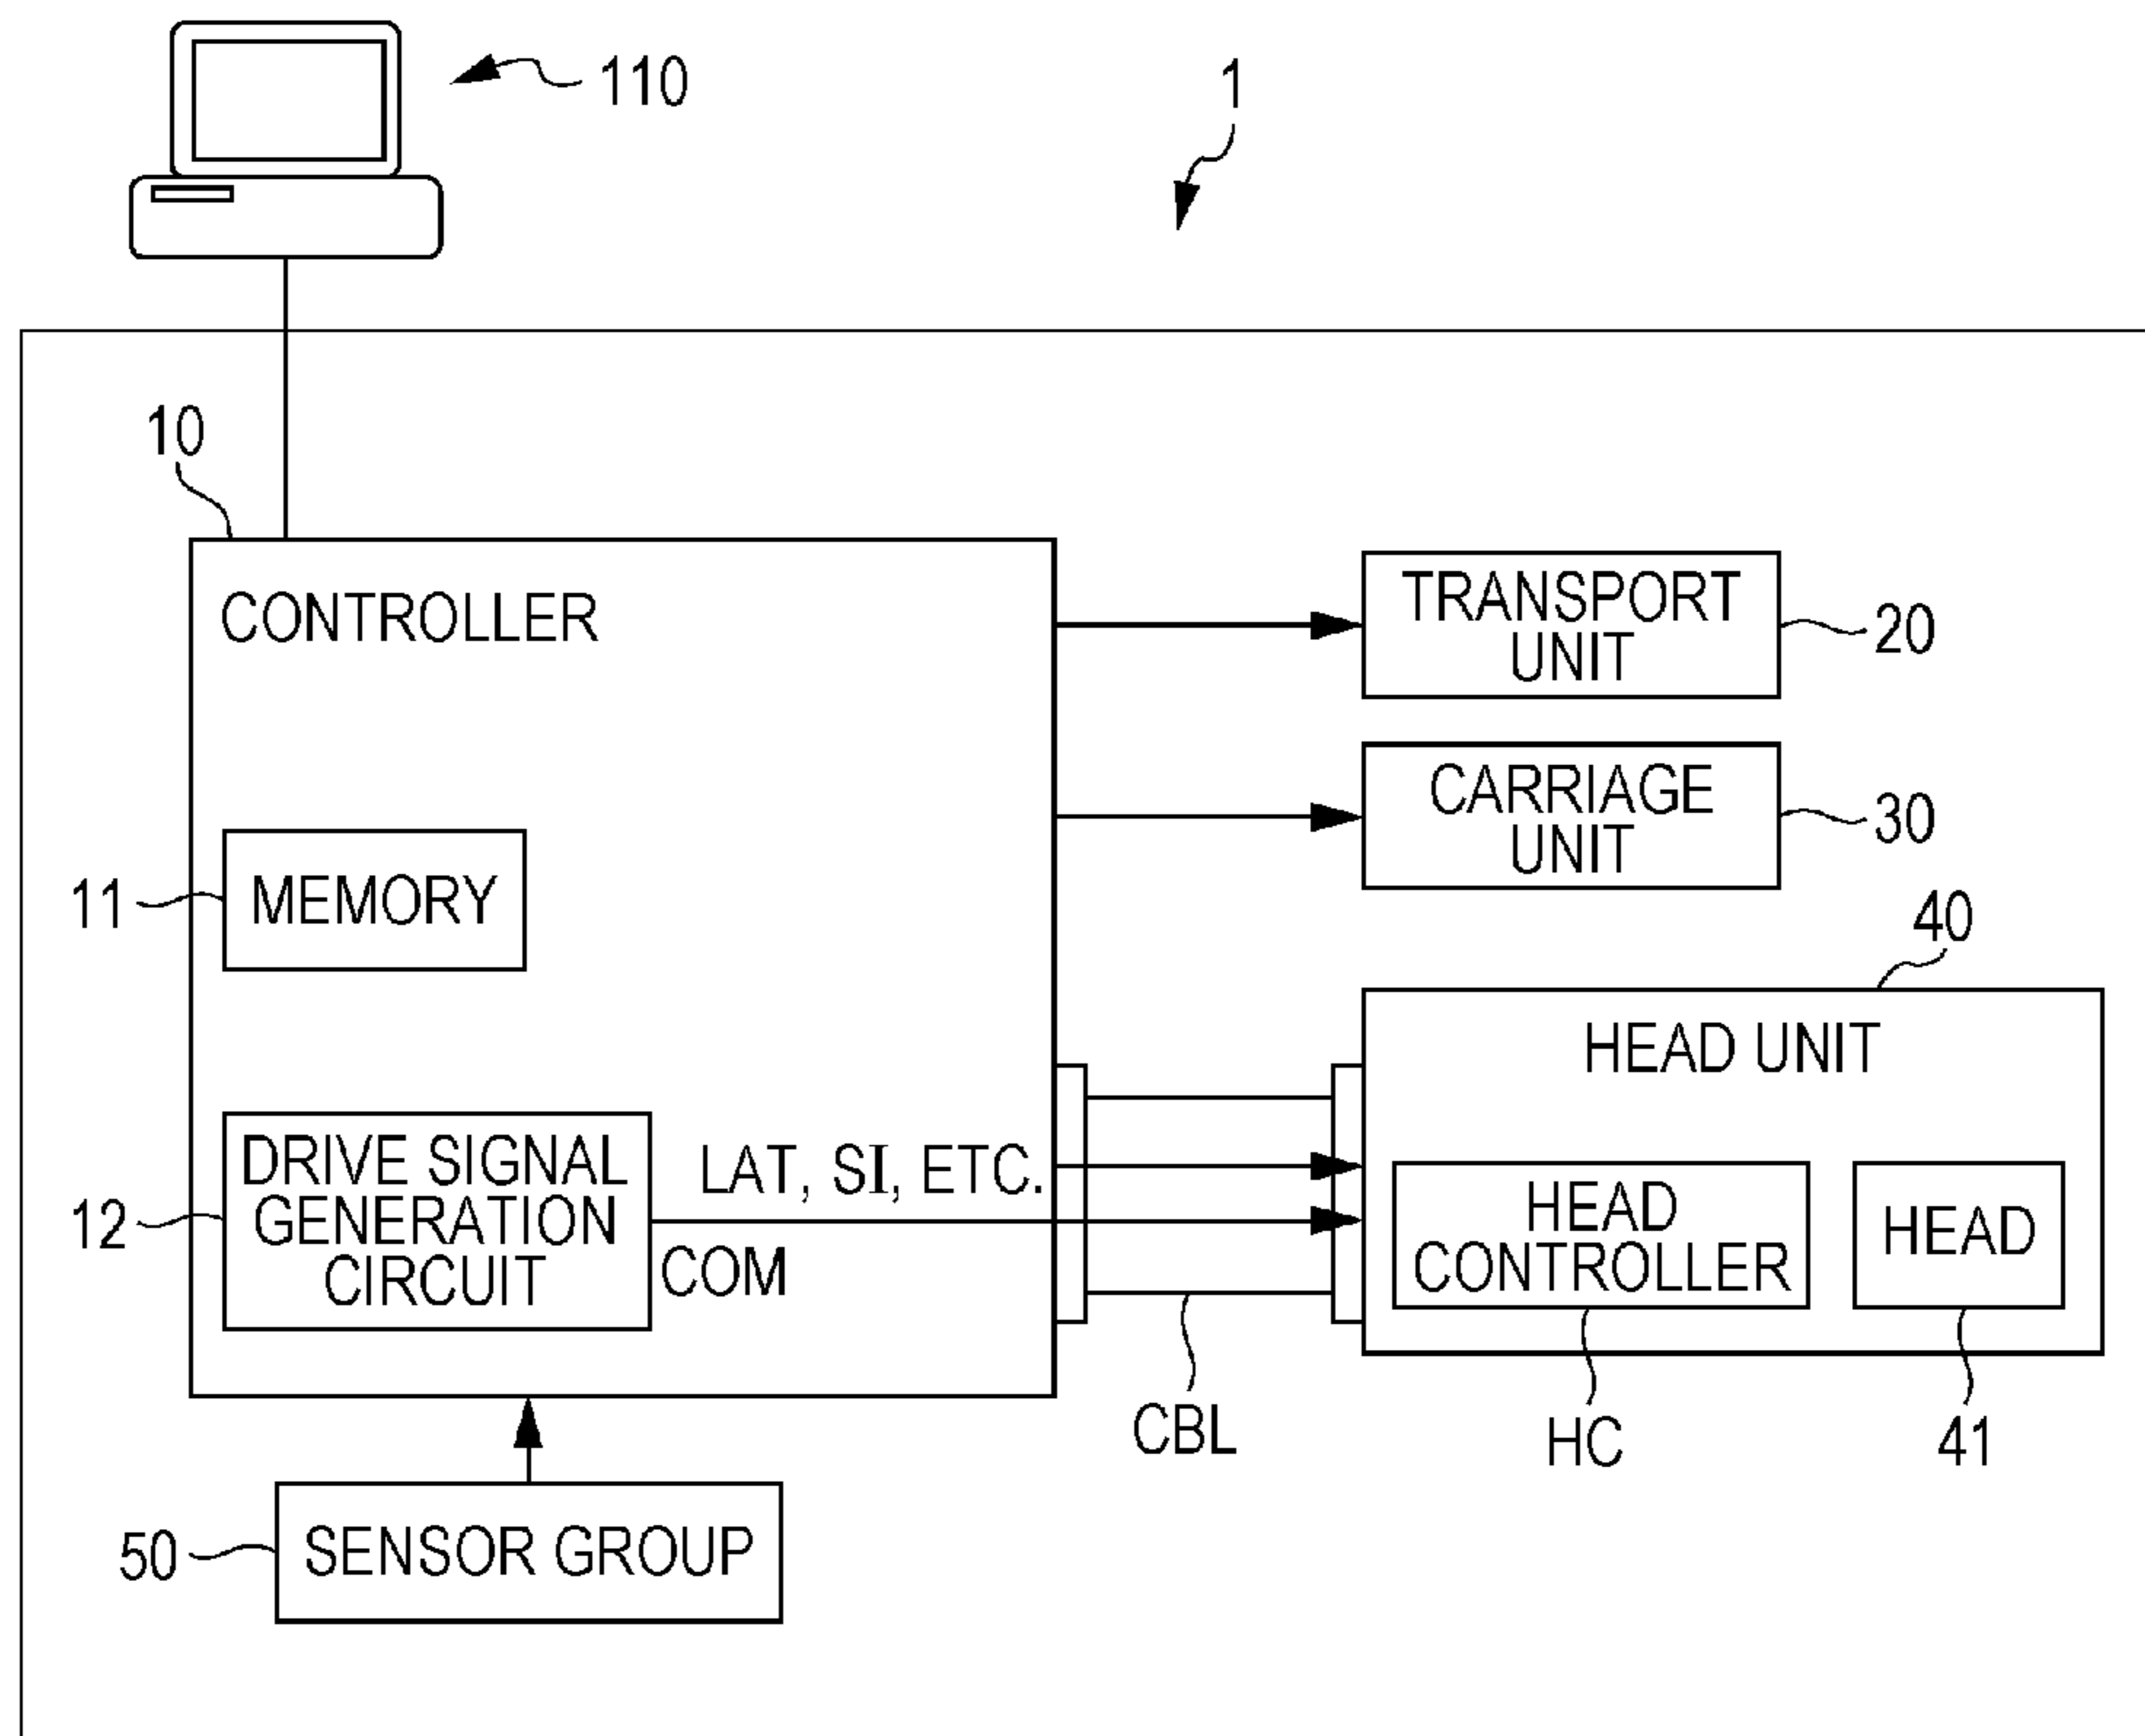 110
1
10
CONTROLLER
TRANSPORT
UNIT
20
CARRIAGE
UNIT
30
11
MEMORY
40
HEAD UNIT
12
DRIVE SIGNAL
GENERATION
CIRCUIT
LAT, SI, ETC.
COM
HEAD
CONTROLLER
HEAD
CBL
HC
41
50
SENSOR GROUP